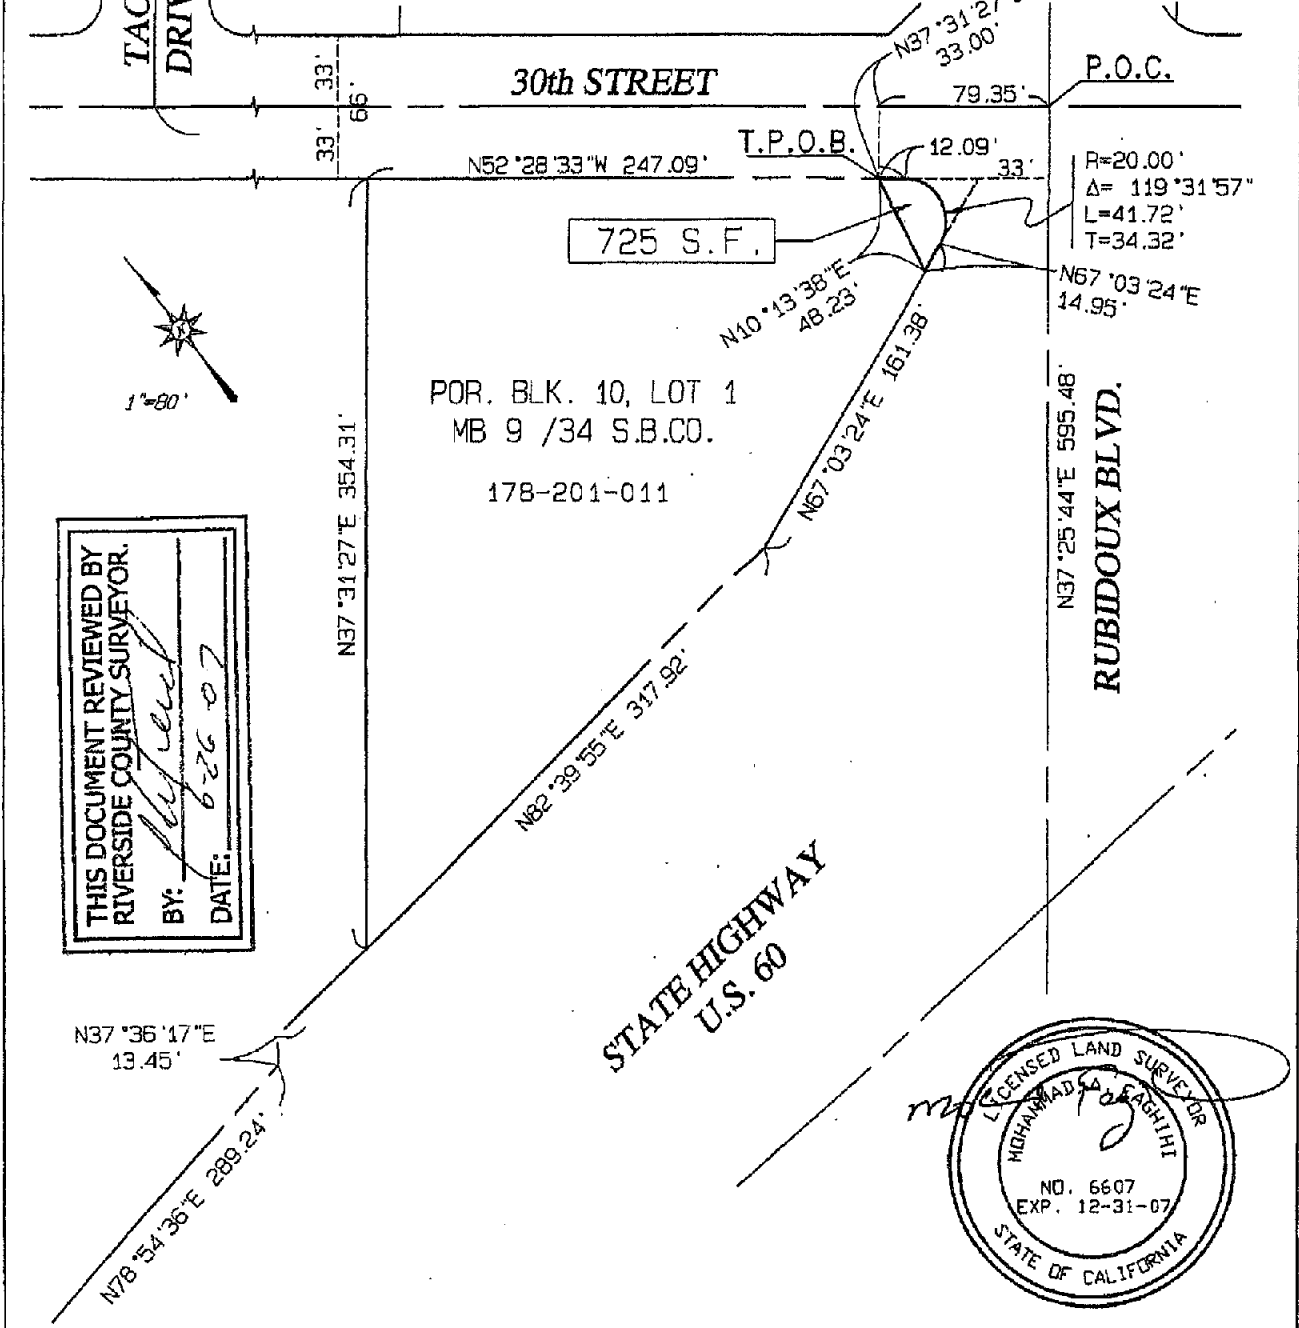 TAC
DRIV
33'
66'
33'
30th STREET
N37°31'27"
33.00'
P.O.C.
79.35'
T.P.O.B.
12.09'
33'
N52°28'33"W 247.09'
R=20.00'
Δ= 119°31'57"
L=41.72'
T=34.32'
725 S.F.
N10°13'38"E
48.23'
N67°03'24"E
14.95'
N
1"=80'
POR. BLK. 10, LOT 1
MB 9 /34 S.B.CO.
178-201-011
N37°31'27"E 354.31'
N67°03'24"E 161.38'
N37°25'44"E 595.48'
RUBIDOUX BLVD.
THIS DOCUMENT REVIEWED BY
RIVERSIDE COUNTY SURVEYOR.
BY:
DATE: 6-26-07
N82°39'55"E 317.92'
STATE HIGHWAY
U.S. 60
N37°36'17"E
13.45'
N78°54'36"E 289.24'
LICENSED LAND SURVEYOR
MOHAMMAD A. FAGHIHI
NO. 6607
EXP. 12-31-07
STATE OF CALIFORNIA